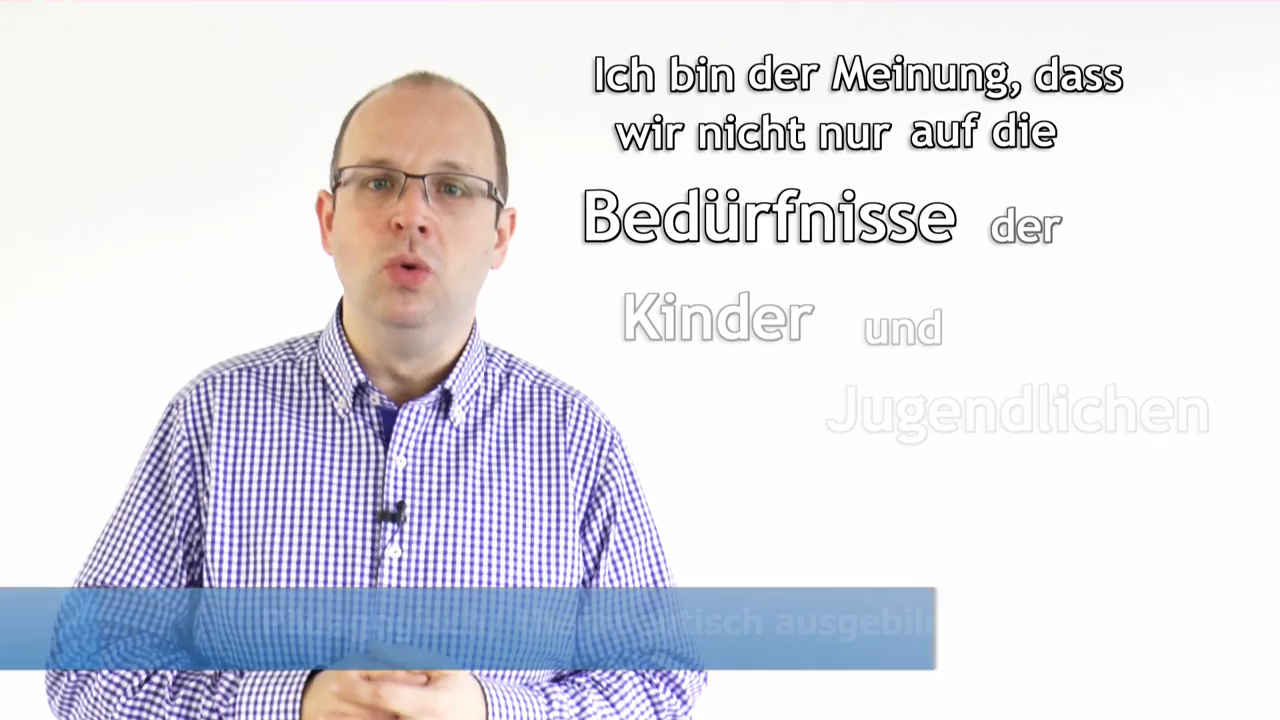 Ich bin der Meinung, dass
wir nicht nur auf die
Bedürfnisse der
Kinder und
Jugendlichen